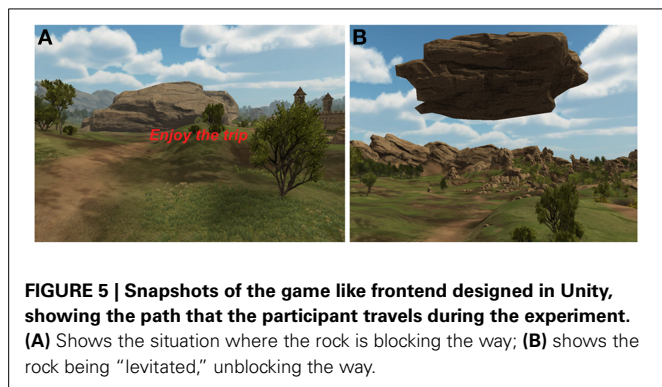 A
B
Enjoy the trip
FIGURE 5 | Snapshots of the game like frontend designed in Unity,
showing the path that the participant travels during the experiment.
(A) Shows the situation where the rock is blocking the way; (B) shows the
rock being “levitated,” unblocking the way.